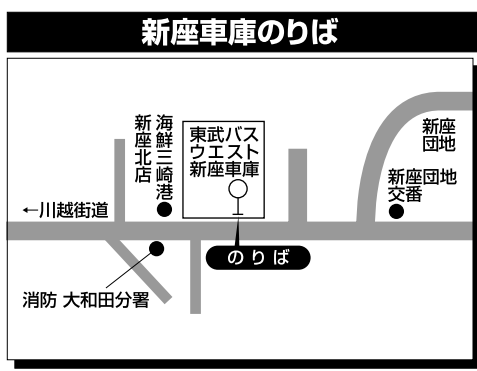 新座車庫のりば
海鮮三崎港
新座北店
東武バス
ウエスト
新座車庫
新座
団地
新座団地
交番
←川越街道
のりば
消防 大和田分署